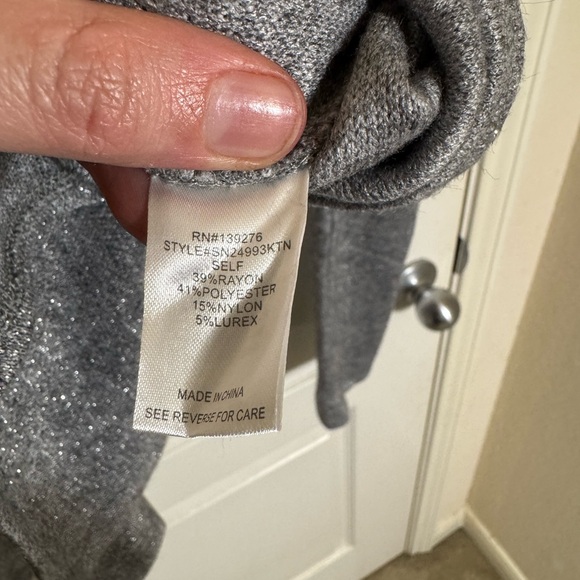 RN#139276
STYLE#SN24993KTN
SELF
39%RAYON
41%POLYESTER
15%NYLON
5%LUREX
MADE IN CHINA
SEE REVERSE FOR CARE